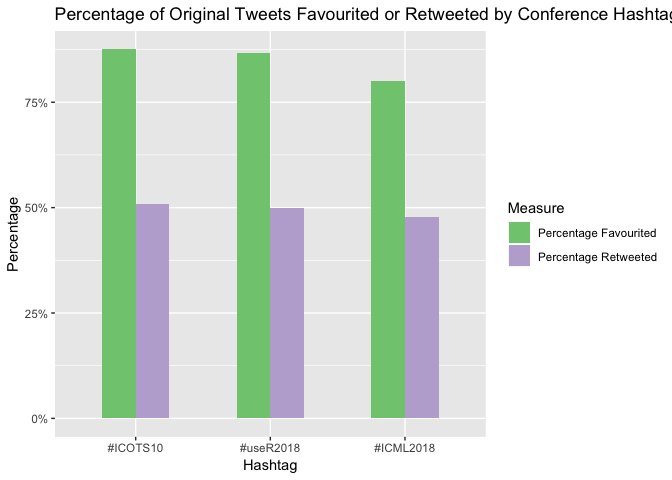 Percentage of Original Tweets Favourited or Retweeted by Conference Hashtag
Percentage
75%
50%
25%
0%
#ICOTS10
#useR2018
#ICML2018
Hashtag
Measure
Percentage Favourited
Percentage Retweeted